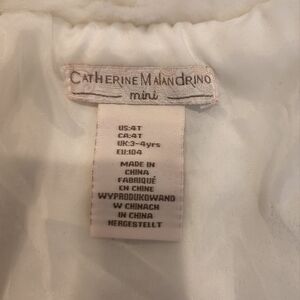 CATHERINE MALANDRINO
mini
US:4T
CA:4T
UK:3-4yrs
EU:104
MADE IN
CHINA
FABRIQUÉ
EN CHINE
WYPRODUKOWANO
W CHINACH
IN CHINA
HERGESTELLT